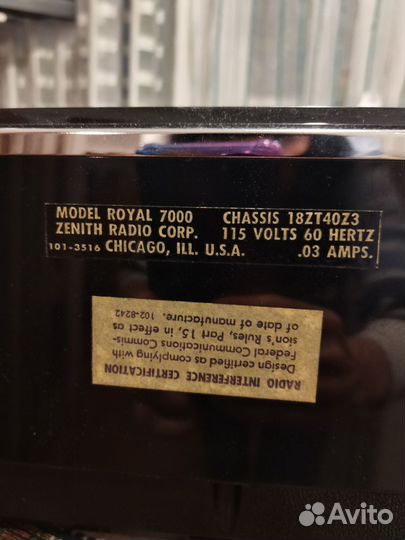 MODEL ROYAL 7000 CHASSIS 18ZT40Z3
ZENITH RADIO CORP. 115 VOLTS 60 HERTZ
101-3516 CHICAGO, ILL. U.S.A. .03 AMPS.
RADIO INTERFERENCE CERTIFICATION
Design certified as complying with
Federal Communications Commis-
sion's Rules, Part 15, in effect as
of date of manufacture. 102-8242
Avito